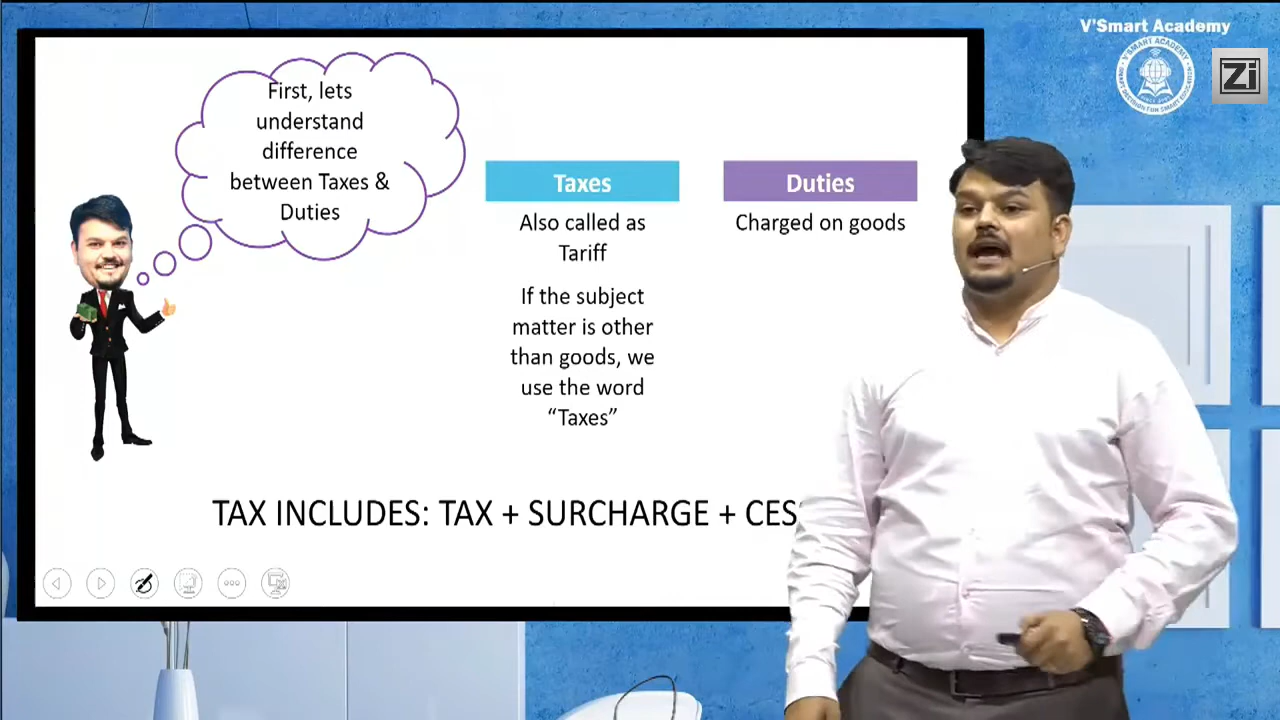 V'Smart Academy
Zi
First, lets
understand
difference
between Taxes &
Duties
Taxes
Also called as
Tariff
If the subject
matter is other
than goods, we
use the word
“Taxes”
Duties
Charged on goods
TAX INCLUDES: TAX + SURCHARGE +